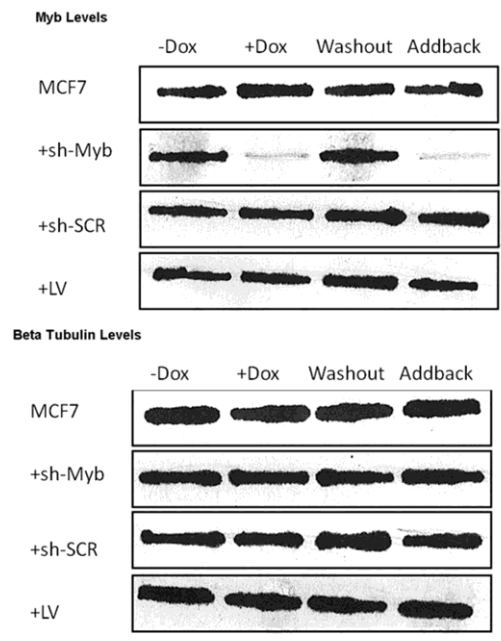 Myb Levels
-Dox +Dox Washout Addback
MCF7
+sh-Myb
+sh-SCR
+LV
Beta Tubulin Levels
-Dox +Dox Washout Addback
MCF7
+sh-Myb
+sh-SCR
+LV